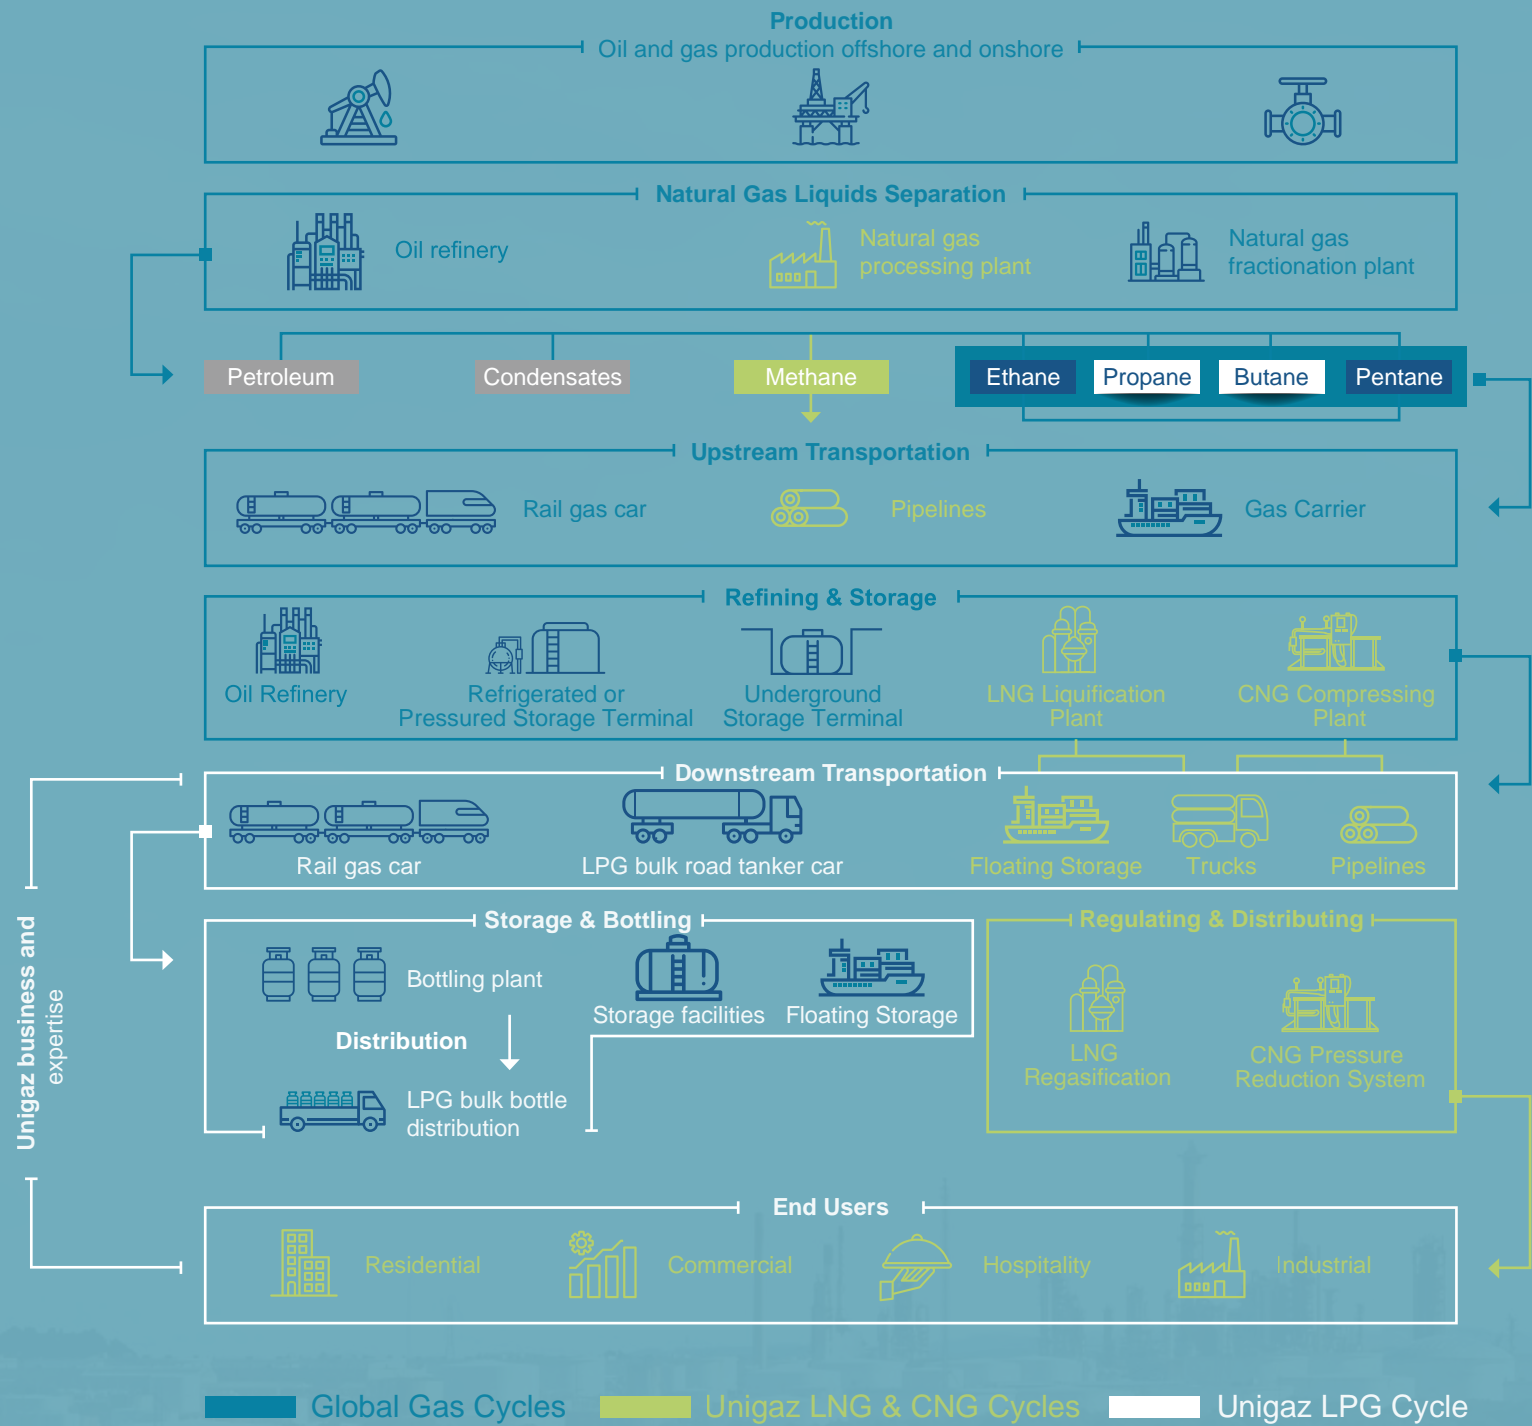 Production
Oil and gas production offshore and onshore
Natural Gas Liquids Separation
Oil refinery
Natural gas
processing plant
Natural gas
fractionation plant
Petroleum
Condensates
Methane
Ethane
Propane
Butane
Pentane
Upstream Transportation
Rail gas car
Pipelines
Gas Carrier
Refining & Storage
Oil Refinery
Refrigerated or
Pressured Storage Terminal
Underground
Storage Terminal
LNG Liquification
Plant
CNG Compressing
Plant
Downstream Transportation
Rail gas car
LPG bulk road tanker car
Floating Storage
Trucks
Pipelines
Unigaz business and
expertise
Storage & Bottling
Bottling plant
Storage facilities
Floating Storage
Distribution
LPG bulk bottle
distribution
Regulating & Distributing
LNG
Regasification
CNG Pressure
Reduction System
End Users
Residential
Commercial
Hospitality
Industrial
Global Gas Cycles
Unigaz LNG & CNG Cycles
Unigaz LPG Cycle